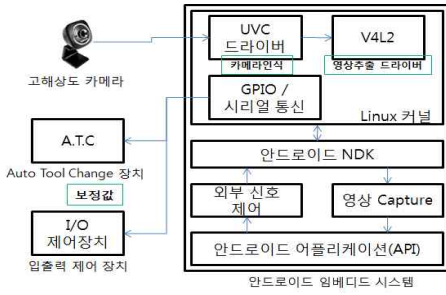 UVC
드라이버
V4L2
카메라인식
영상추출 드라이버
고해상도 카메라
GPIO /
시리얼 통신
Linux 커널
A.T.C
Auto Tool Change 장치
보정값
안드로이드 NDK
외부 신호
제어
영상 Capture
I/O
제어장치
입출력 제어 장치
안드로이드 어플리케이션(API)
안드로이드 임베디드 시스템